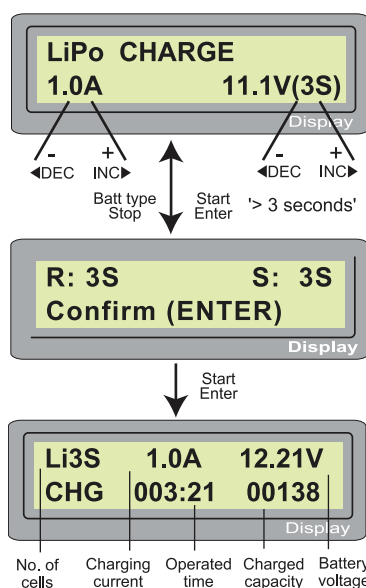 LiPo CHARGE
1.0A 11.1V(3S)
Display
- + - +
◀DEC INC▶ ◀DEC INC▶
Batt type Start '> 3 seconds'
Stop Enter
R: 3S S: 3S
Confirm (ENTER)
Display
Start
Enter
Li3S 1.0A 12.21V
CHG 003:21 00138
Display
No. of Charging Operated Charged Battery
cells current time capacity voltage